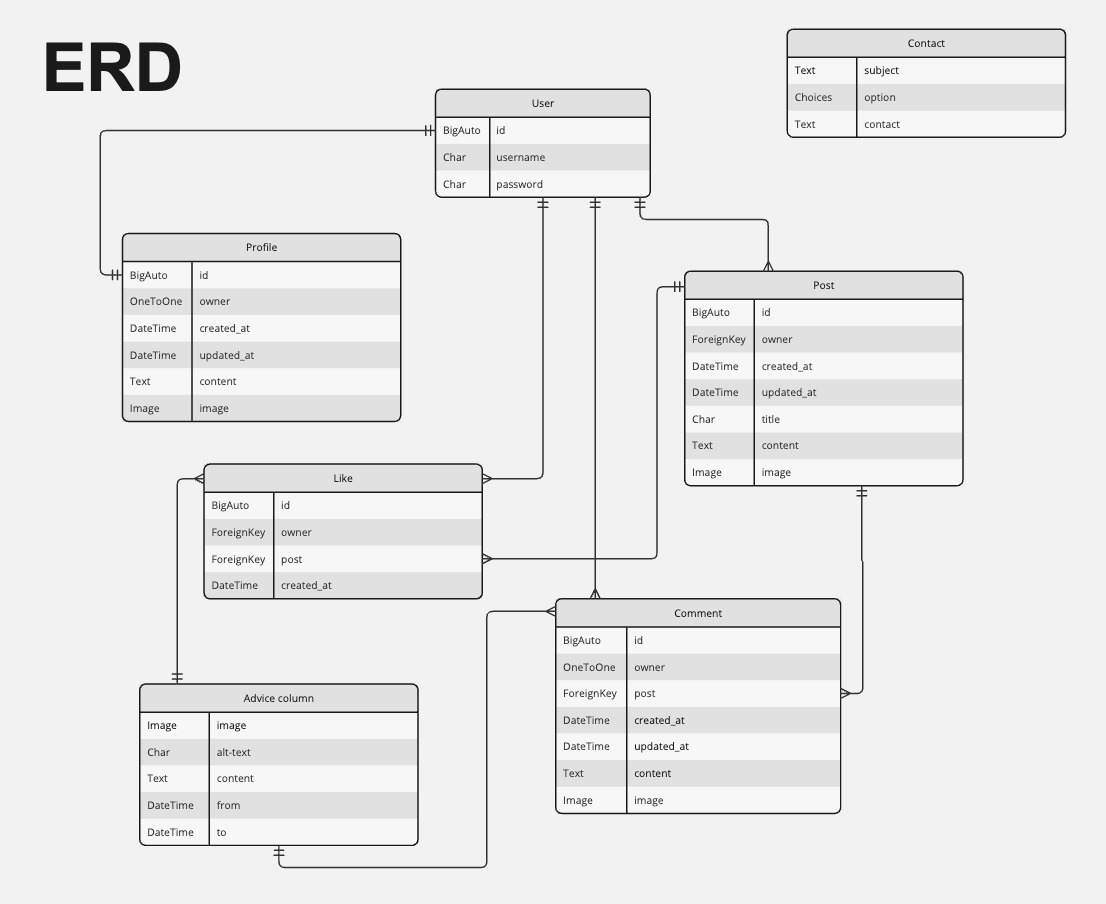 ERD
Contact
Text subject
Choices option
Text contact
User
BigAuto id
Char username
Char password
Profile
BigAuto id
OneToOne owner
DateTime created_at
DateTime updated_at
Text content
Image image
Post
BigAuto id
ForeignKey owner
DateTime created_at
DateTime updated_at
Char title
Text content
Image image
Like
BigAuto id
ForeignKey owner
ForeignKey post
DateTime created_at
Comment
BigAuto id
OneToOne owner
ForeignKey post
DateTime created_at
DateTime updated_at
Text content
Image image
Advice column
Image image
Char alt-text
Text content
DateTime from
DateTime to